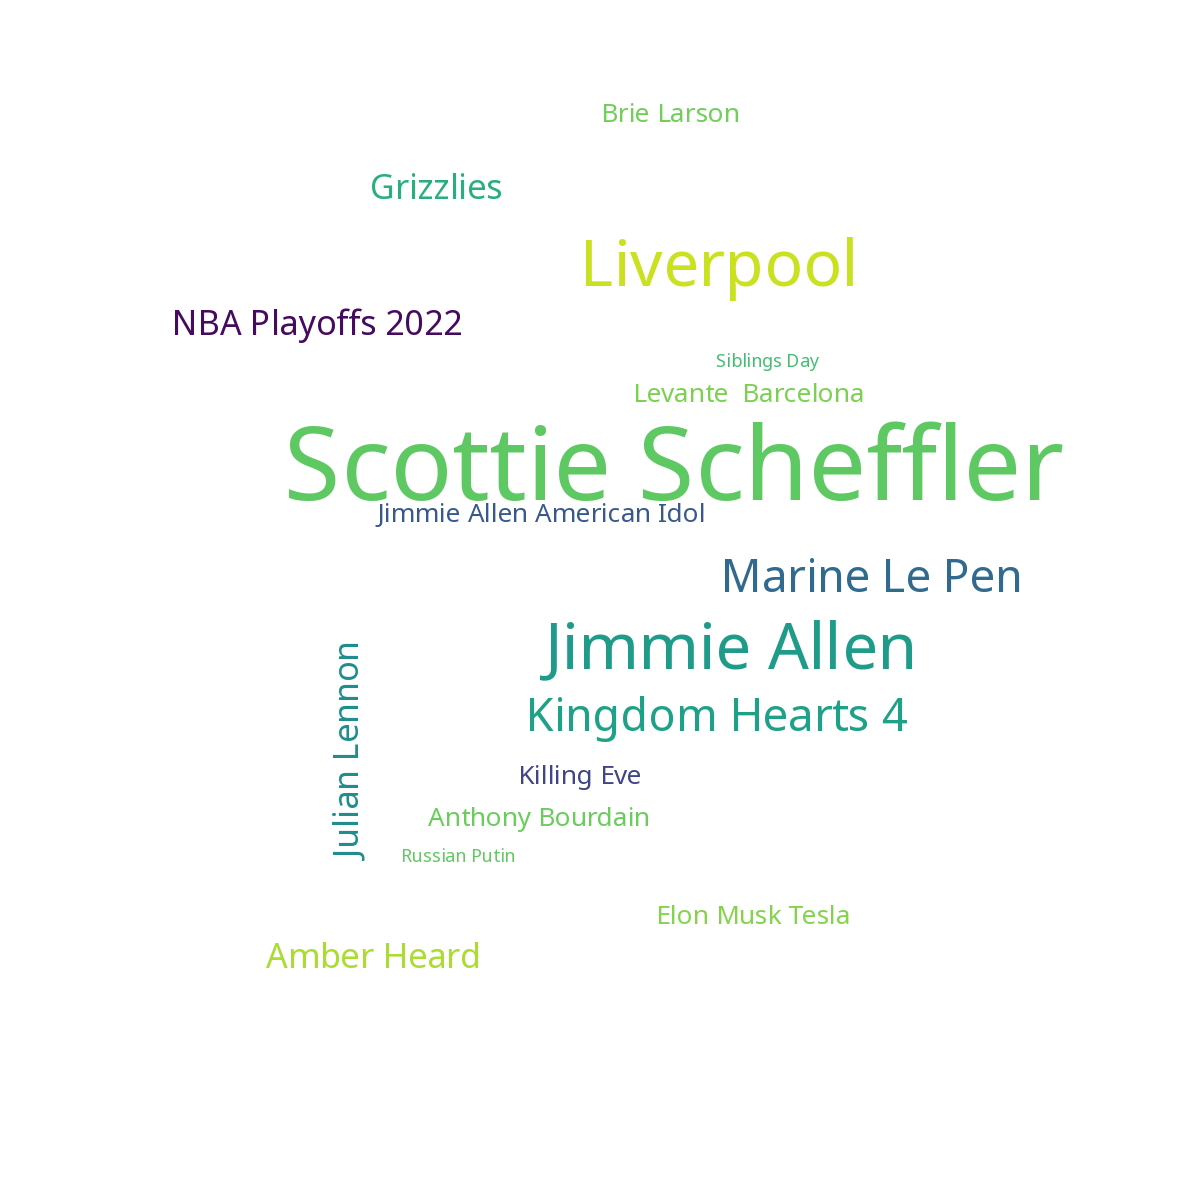 Brie Larson
Grizzlies
Liverpool
NBA Playoffs 2022
Siblings Day
Levante  Barcelona
Scottie Scheffler
Jimmie Allen American Idol
Marine Le Pen
Jimmie Allen
Julian Lennon
Kingdom Hearts 4
Killing Eve
Anthony Bourdain
Russian Putin
Elon Musk Tesla
Amber Heard